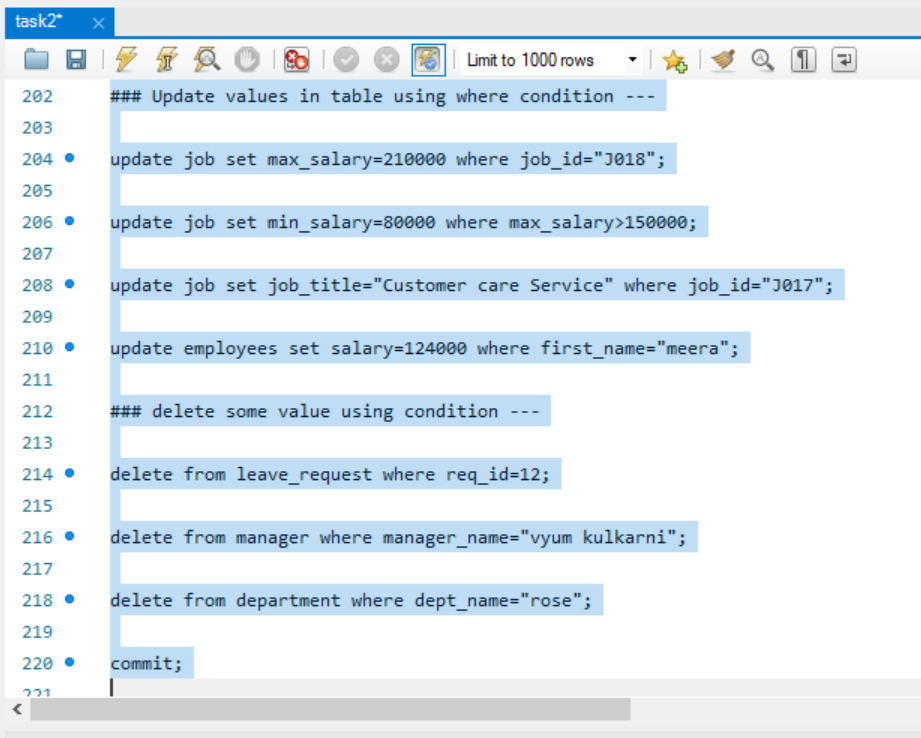 task2*
Limit to 1000 rows
202 ### Update values in table using where condition ---
203
204 update job set max_salary=210000 where job_id="J018";
205
206 update job set min_salary=80000 where max_salary>150000;
207
208 update job set job_title="Customer care Service" where job_id="J017";
209
210 update employees set salary=124000 where first_name="meera";
211
212 ### delete some value using condition ---
213
214 delete from leave_request where req_id=12;
215
216 delete from manager where manager_name="vyum kulkarni";
217
218 delete from department where dept_name="rose";
219
220 commit;
221